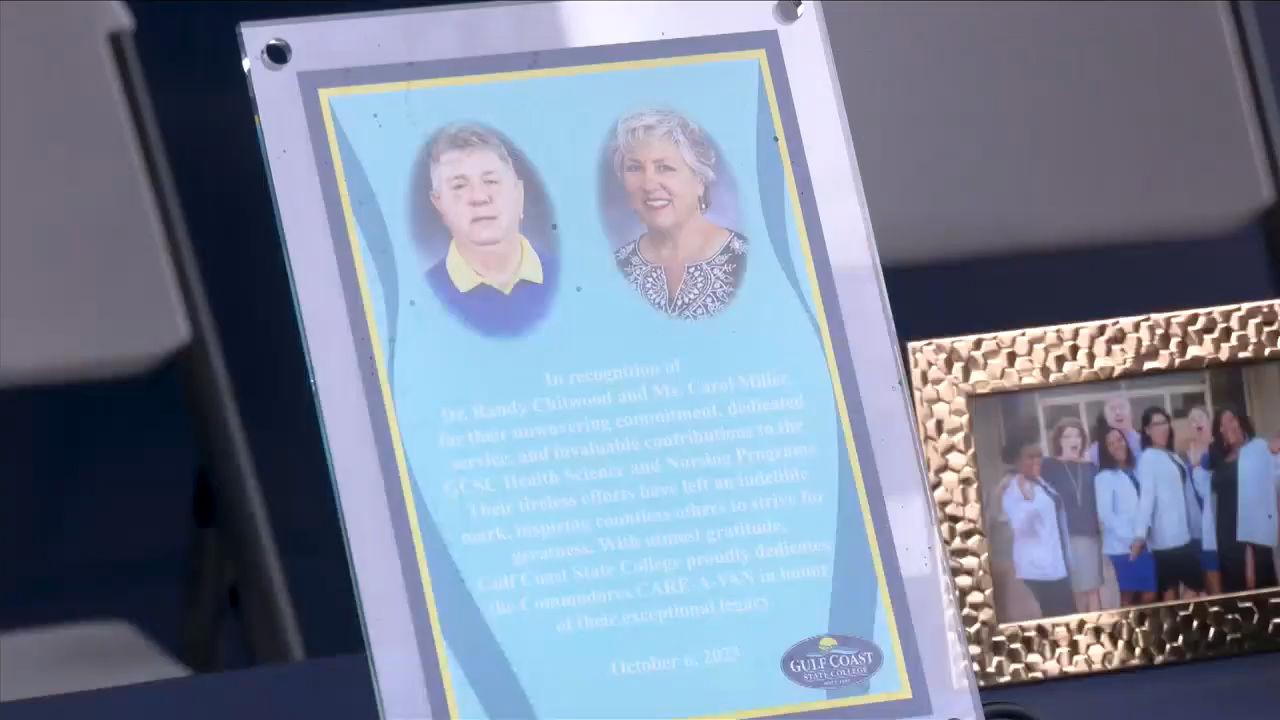 In recognition of
Dr. Randy Chitwood and Ms. Carol Miller,
for their unwavering commitment, dedicated
service, and invaluable contributions to the
GCSC Health Science and Nursing Programs.
Their tireless efforts have left an indelible
mark, inspiring countless others to strive for
greatness. With utmost gratitude,
Gulf Coast State College proudly dedicates
the Commodores CARE-A-VAN in honor
of their exceptional legacy.
October 6, 2023
GULF COAST
STATE COLLEGE